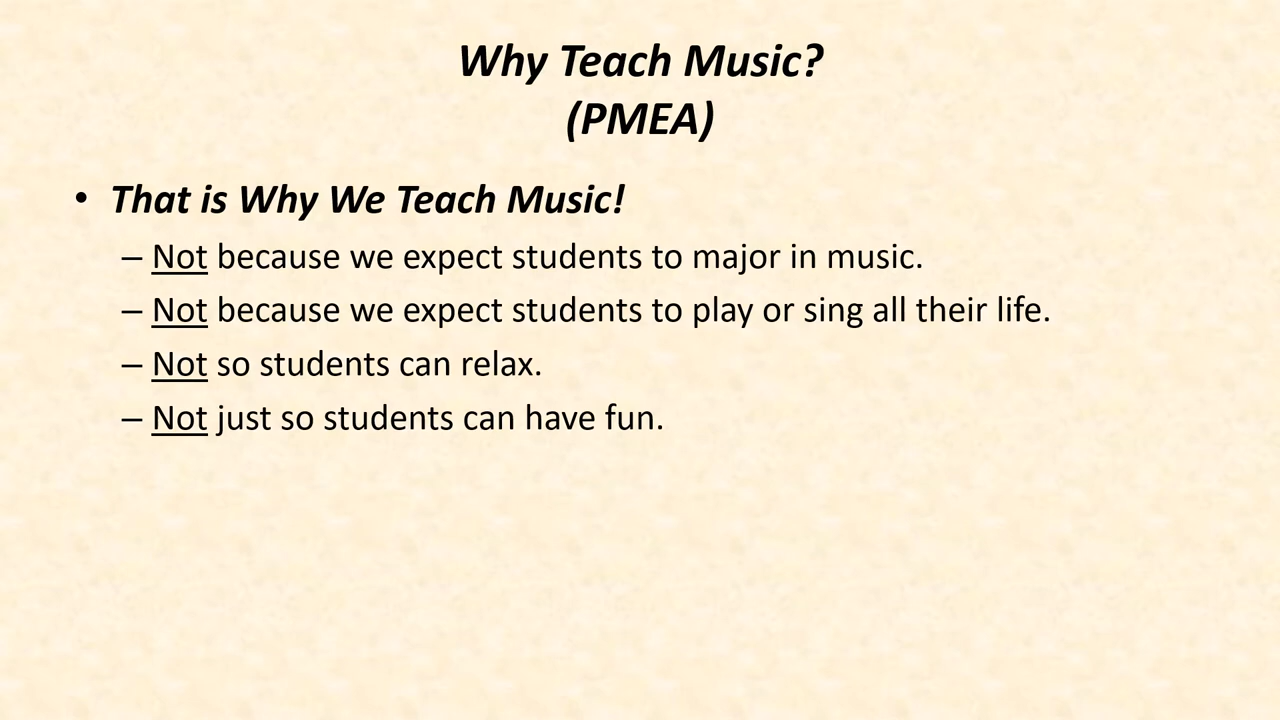 Why Teach Music?
(PMEA)
• That is Why We Teach Music!
– Not because we expect students to major in music.
– Not because we expect students to play or sing all their life.
– Not so students can relax.
– Not just so students can have fun.